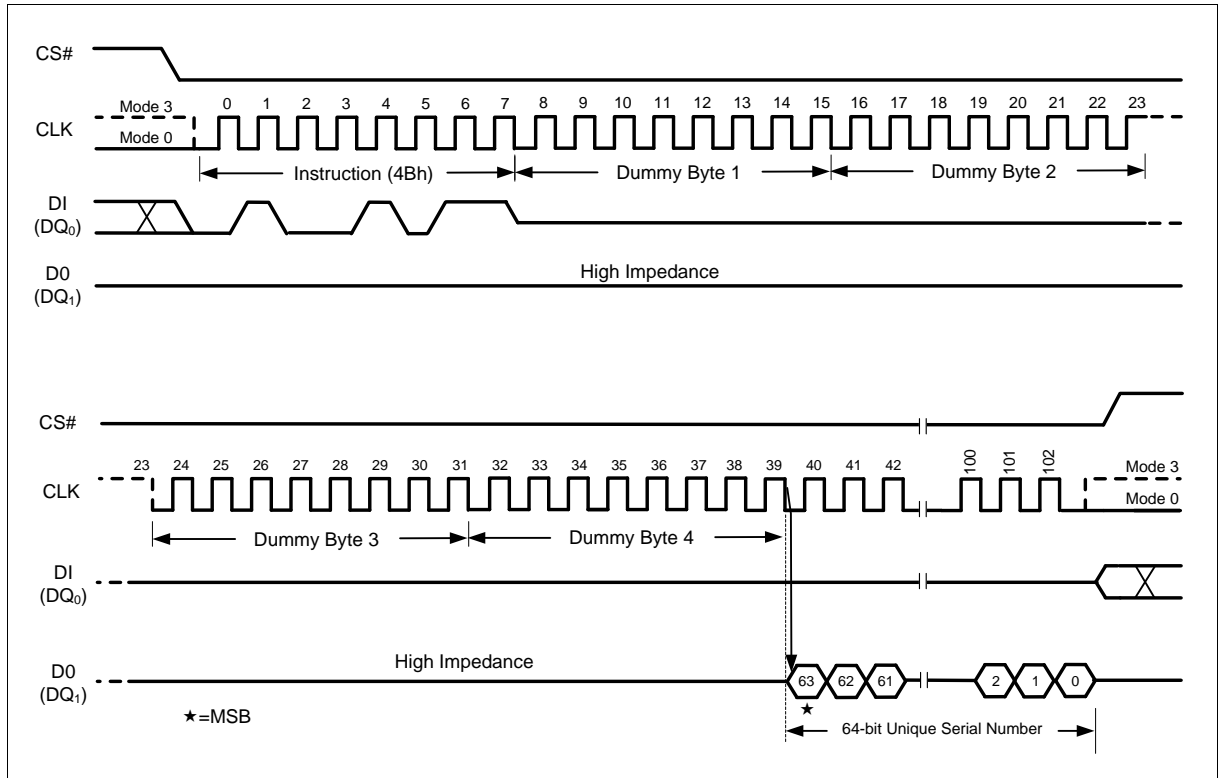 CS#
Mode 3
0 1 2 3 4 5 6 7 8 9 10 11 12 13 14 15 16 17 18 19 20 21 22 23
CLK
Mode 0
Instruction (4Bh)
Dummy Byte 1
Dummy Byte 2
DI
(DQ0)
D0
(DQ1)
High Impedance
CS#
23 24 25 26 27 28 29 30 31 32 33 34 35 36 37 38 39 40 41 42 100 101 102
Mode 3
CLK
Mode 0
Dummy Byte 3
Dummy Byte 4
DI
(DQ0)
D0
(DQ1)
High Impedance
63 62 61 2 1 0
★=MSB
★
64-bit Unique Serial Number